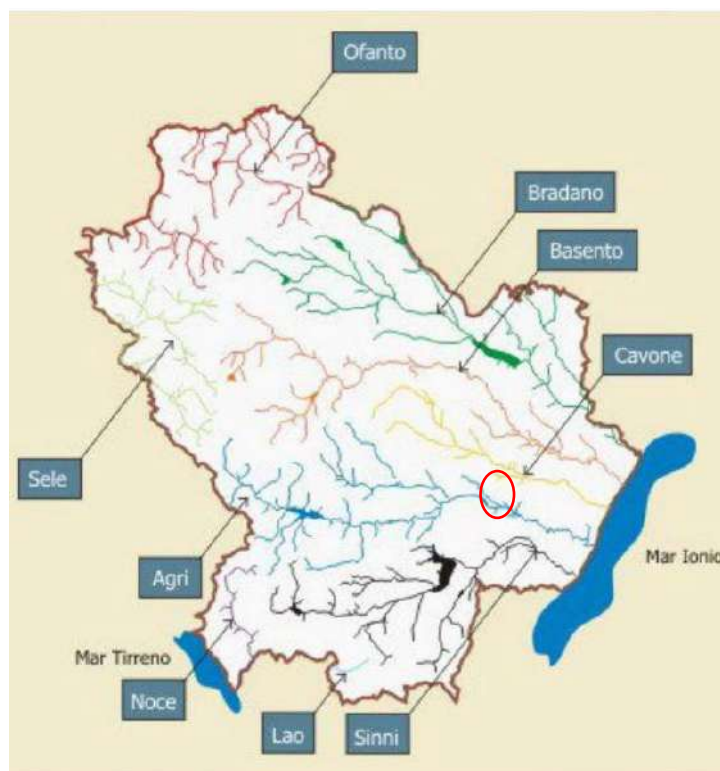 Ofanto
Bradano
Basento
Cavone
Sele
Agri
Mar Ionio
Mar Tirreno
Noce
Lao
Sinni